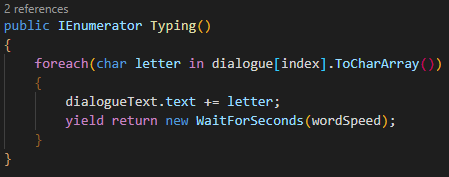 2 references
public IEnumerator Typing()
{
    foreach(char letter in dialogue[index].ToCharArray())
    {
        dialogueText.text += letter;
        yield return new WaitForSeconds(wordSpeed);
    }
}